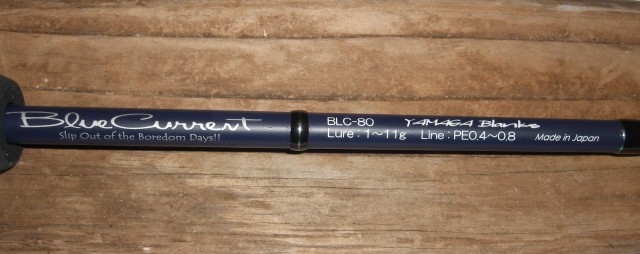 BlueCurrent
Slip Out of the Boredom Days!!
BLC-80 YAMAGA Blanks
Lure: 1~11g Line: PE0.4~0.8 Made in Japan